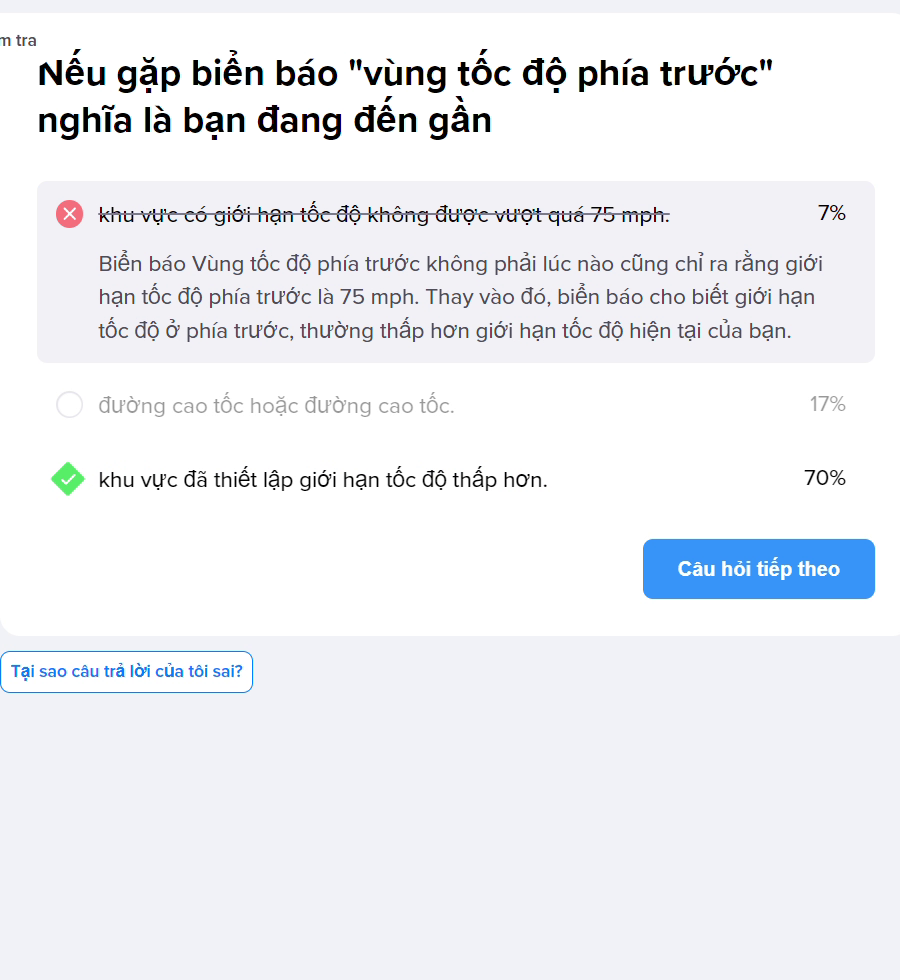 m tra
Nếu gặp biển báo "vùng tốc độ phía trước"
nghĩa là bạn đang đến gần
khu vực có giới hạn tốc độ không được vượt quá 75 mph.
7%
Biển báo Vùng tốc độ phía trước không phải lúc nào cũng chỉ ra rằng giới
hạn tốc độ phía trước là 75 mph. Thay vào đó, biển báo cho biết giới hạn
tốc độ ở phía trước, thường thấp hơn giới hạn tốc độ hiện tại của bạn.
đường cao tốc hoặc đường cao tốc.
17%
khu vực đã thiết lập giới hạn tốc độ thấp hơn.
70%
Câu hỏi tiếp theo
Tại sao câu trả lời của tôi sai?